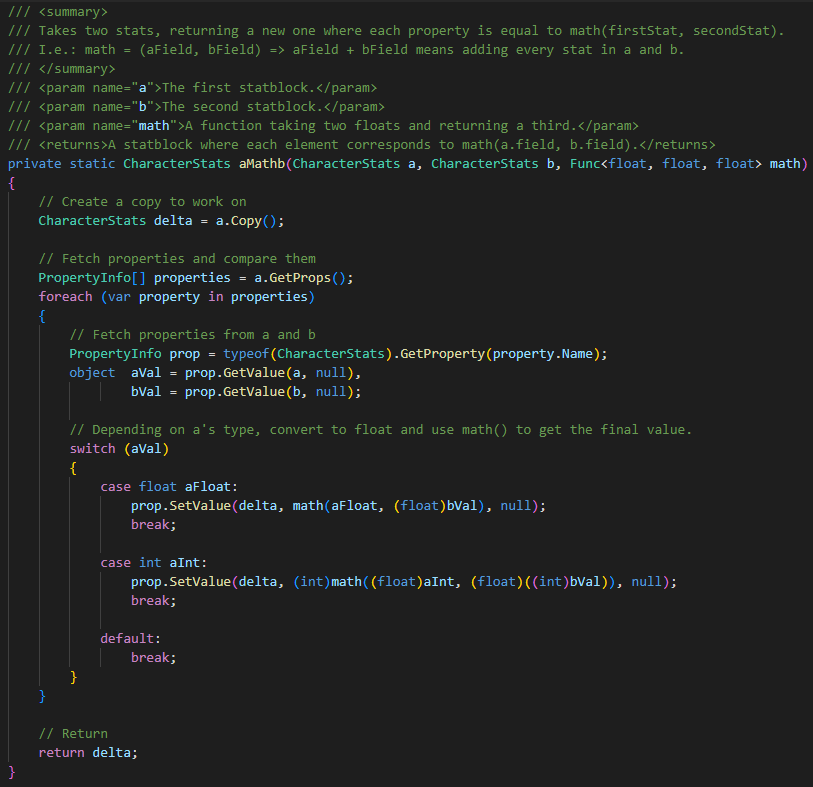 /// <summary>
/// Takes two stats, returning a new one where each property is equal to math(firstStat, secondStat).
/// I.e.: math = (aField, bField) => aField + bField means adding every stat in a and b.
/// </summary>
/// <param name="a">The first statblock.</param>
/// <param name="b">The second statblock.</param>
/// <param name="math">A function taking two floats and returning a third.</param>
/// <returns>A statblock where each element corresponds to math(a.field, b.field).</returns>
private static CharacterStats aMathb(CharacterStats a, CharacterStats b, Func<float, float, float> math)
{
    // Create a copy to work on
    CharacterStats delta = a.Copy();

    // Fetch properties and compare them
    PropertyInfo[] properties = a.GetProps();
    foreach (var property in properties)
    {
        // Fetch properties from a and b
        PropertyInfo prop = typeof(CharacterStats).GetProperty(property.Name);
        object  aVal = prop.GetValue(a, null),
                bVal = prop.GetValue(b, null);

        // Depending on a's type, convert to float and use math() to get the final value.
        switch (aVal)
        {
            case float aFloat:
                prop.SetValue(delta, math(aFloat, (float)bVal), null);
                break;

            case int aInt:
                prop.SetValue(delta, (int)math((float)aInt, (float)((int)bVal)), null);
                break;

            default:
                break;
        }
    }

    // Return
    return delta;
}